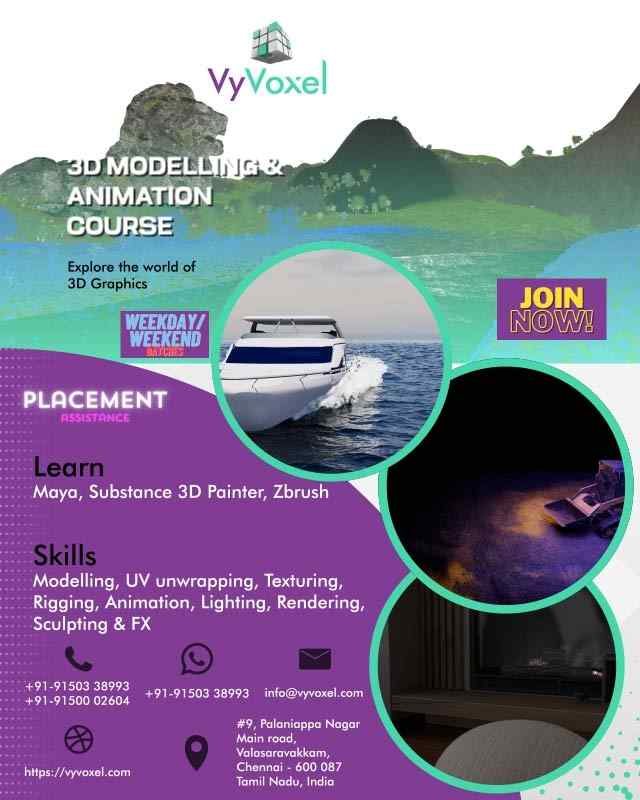 VyVoxel
3D MODELLING &
ANIMATION
COURSE
Explore the world of
3D Graphics
WEEKDAY/
WEEKEND
BATCHES
JOIN
NOW!
PLACEMENT
ASSISTANCE
Learn
Maya, Substance 3D Painter, Zbrush
Skills
Modelling, UV unwrapping, Texturing,
Rigging, Animation, Lighting, Rendering,
Sculpting & FX
+91-91503 38993
+91-91500 02604
+91-91503 38993
info@vyvoxel.com
https://vyvoxel.com
#9, Palaniappa Nagar
Main road,
Valasaravakkam,
Chennai - 600 087
Tamil Nadu, India